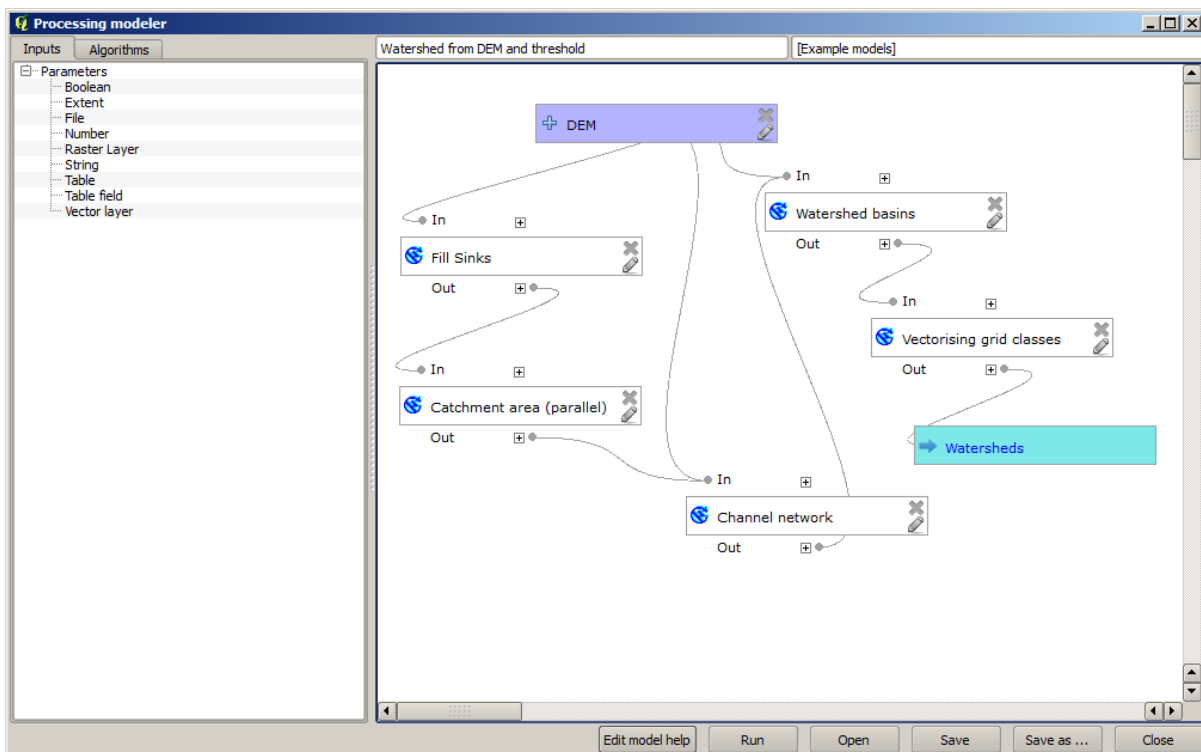 Processing modeler
Inputs
Algorithms
Watershed from DEM and threshold
[Example models]
Parameters
Boolean
Extent
File
Number
Raster Layer
String
Table
Table field
Vector layer
DEM
In
Fill Sinks
Out
In
Catchment area (parallel)
Out
In
Channel network
Out
In
Watershed basins
Out
In
Vectorising grid classes
Out
Watersheds
Edit model help
Run
Open
Save
Save as ...
Close